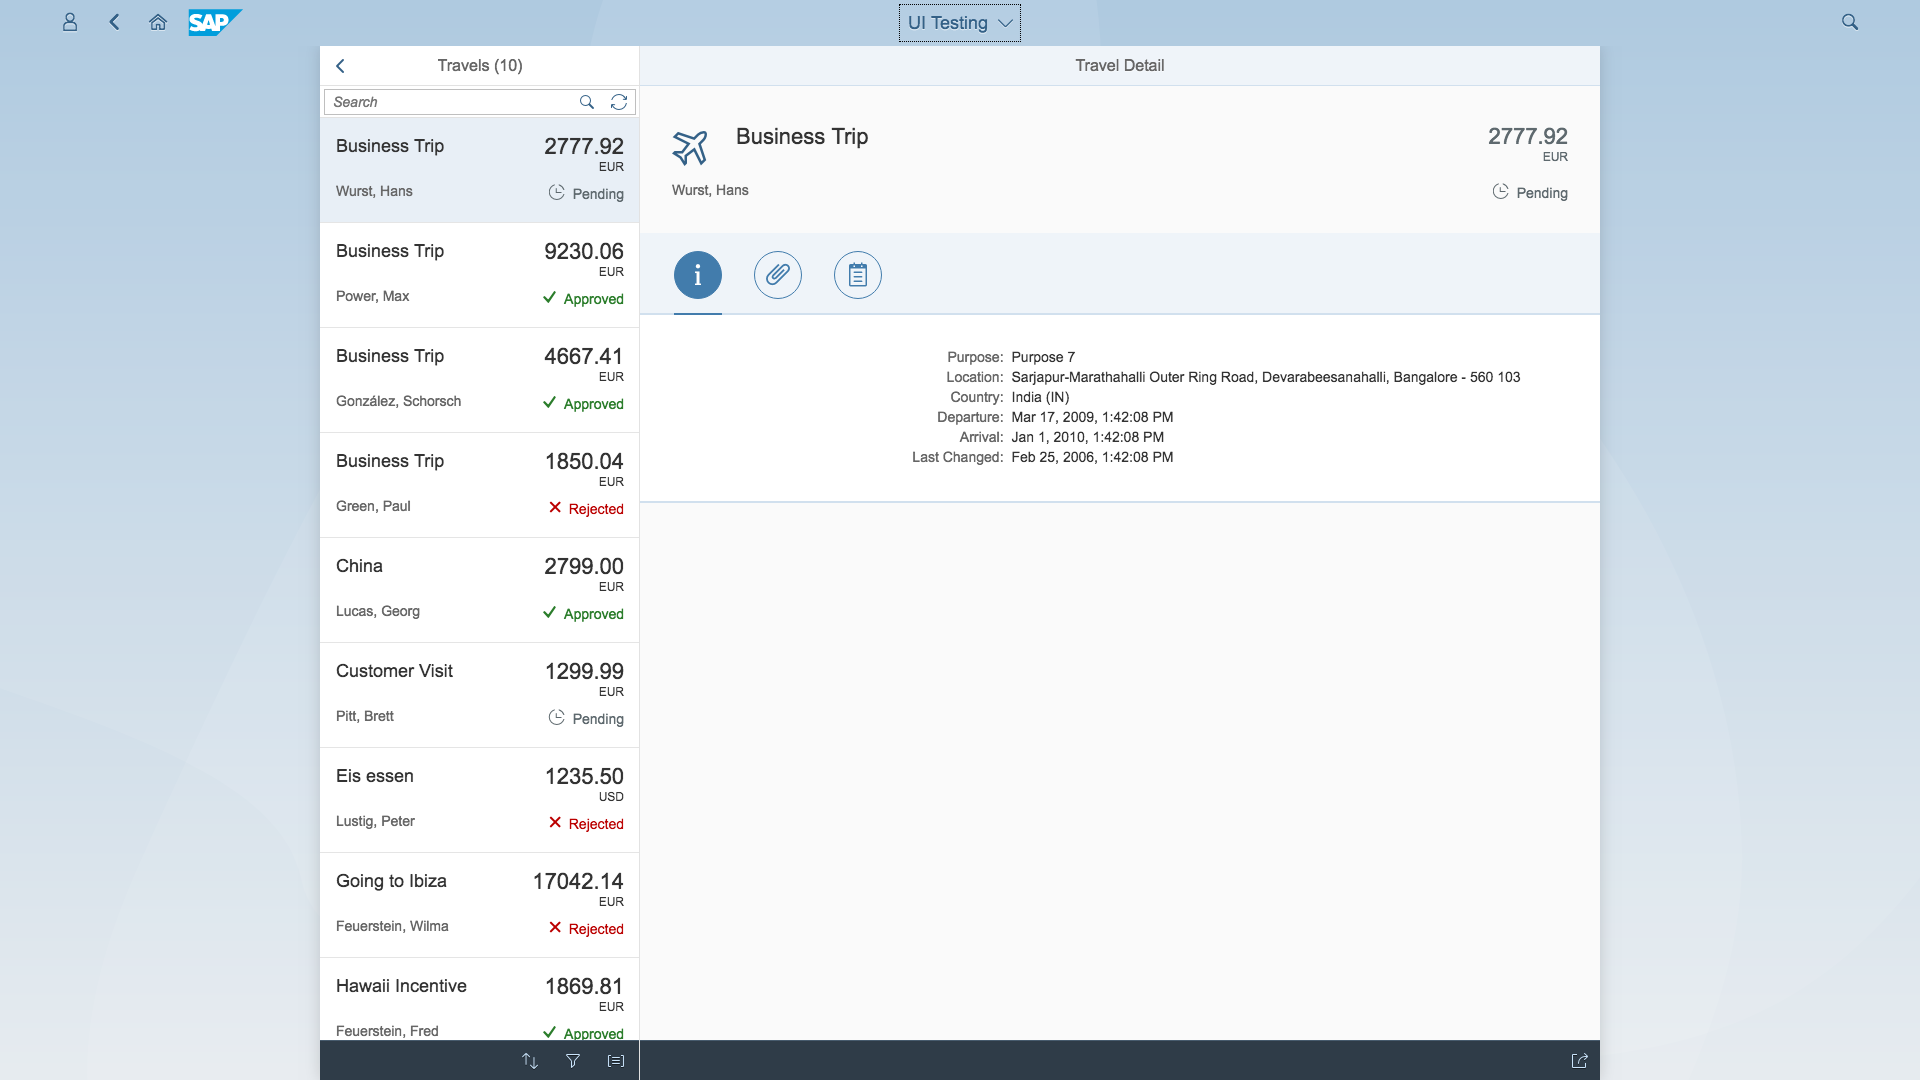 SAP
UI Testing
Travels (10)
Travel Detail
Search
Business Trip 2777.92
EUR
Wurst, Hans Pending
Business Trip 9230.06
EUR
Power, Max Approved
Business Trip 4667.41
EUR
González, Schorsch Approved
Business Trip 1850.04
EUR
Green, Paul Rejected
China 2799.00
EUR
Lucas, Georg Approved
Customer Visit 1299.99
EUR
Pitt, Brett Pending
Eis essen 1235.50
USD
Lustig, Peter Rejected
Going to Ibiza 17042.14
EUR
Feuerstein, Wilma Rejected
Hawaii Incentive 1869.81
EUR
Feuerstein, Fred Approved
Business Trip 2777.92
EUR
Wurst, Hans Pending
Purpose: Purpose 7
Location: Sarjapur-Marathahalli Outer Ring Road, Devarabeesanahalli, Bangalore - 560 103
Country: India (IN)
Departure: Mar 17, 2009, 1:42:08 PM
Arrival: Jan 1, 2010, 1:42:08 PM
Last Changed: Feb 25, 2006, 1:42:08 PM